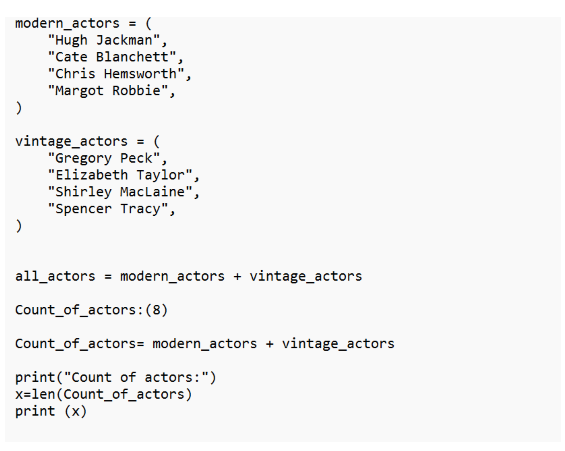 modern_actors = (
    "Hugh Jackman",
    "Cate Blanchett",
    "Chris Hemsworth",
    "Margot Robbie",
)
vintage_actors = (
    "Gregory Peck",
    "Elizabeth Taylor",
    "Shirley MacLaine",
    "Spencer Tracy",
)
all_actors = modern_actors + vintage_actors
Count_of_actors:(8)
Count_of_actors= modern_actors + vintage_actors
print("Count of actors:")
x=len(Count_of_actors)
print (x)